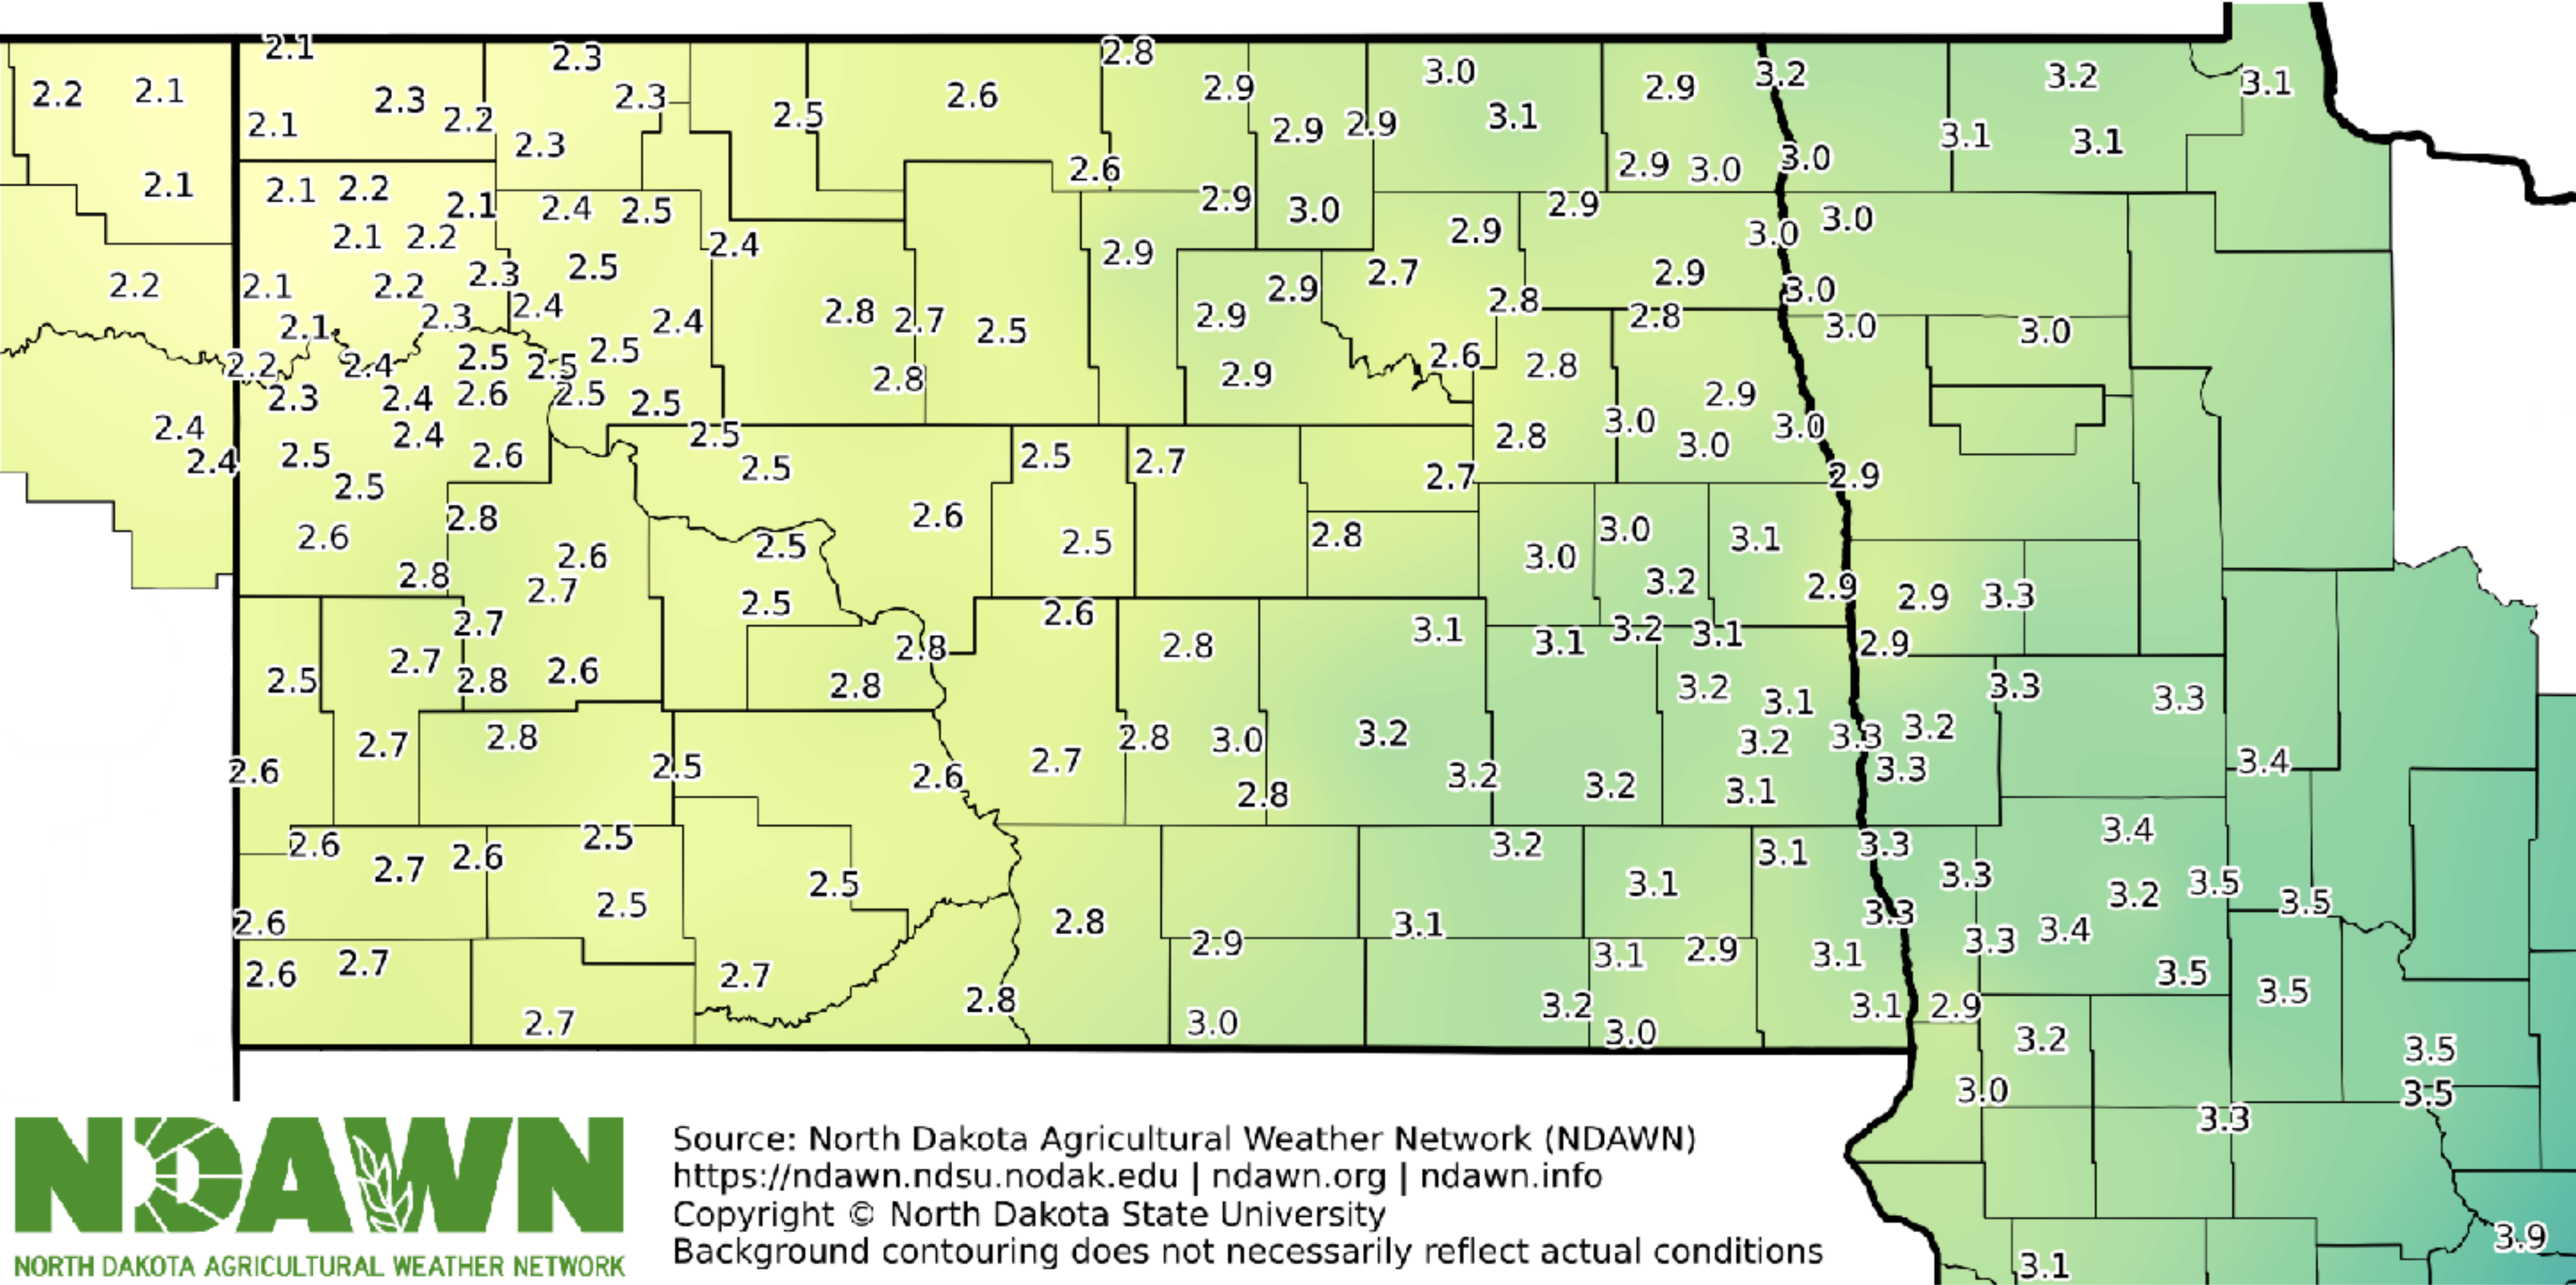 2.1 2.3 2.8
2.2 2.1 2.3 2.2 2.3 2.5 2.6 2.9 3.0 2.9 3.2 3.2 3.1
2.1 2.3 2.9 2.9 3.1 3.1 3.1
2.1 2.1 2.2 2.1 2.4 2.5 2.6 2.9 3.0 2.9 2.9 3.0 3.0
2.1 2.2 2.4 2.9 2.9 3.0 3.0
2.2 2.1 2.2 2.3 2.5 2.9 2.7 2.9 3.0
2.1 2.3 2.4 2.4 2.8 2.7 2.5 2.9 2.8 2.8 3.0 3.0
2.2 2.4 2.5 2.5 2.5 2.8 2.9 2.6 2.8
2.3 2.4 2.6 2.5 2.5 2.9
2.4 2.4 2.5 2.8 3.0 3.0 3.0
2.4 2.5 2.6 2.5 2.5 2.7 2.7 2.9
2.5 2.8 2.6
2.6 2.6 2.5 2.5 2.8 3.0 3.0 3.1
2.8 2.7 2.5 3.2 2.9 2.9 3.3
2.7 2.6 2.8 2.8 3.1 3.1 3.2 3.1 2.9
2.5 2.7 2.8 2.6 2.8 3.2 3.1 3.3 3.3
2.6 2.7 2.8 2.5 2.6 2.7 2.8 3.0 3.2 3.2 3.3 3.2
2.8 3.2 3.2 3.1 3.3 3.4
2.6 2.7 2.6 2.5 3.2 3.1 3.3 3.4
2.5 2.5 3.1 3.3 3.2 3.5 3.5
2.6 2.8 2.9 3.1 3.3 3.3 3.4
2.6 2.7 2.7 3.1 2.9 3.1 3.5 3.5
2.7 2.8 3.0 3.2 3.0 3.1 2.9 3.2 3.5
3.0 3.3 3.5
NDAWN
NORTH DAKOTA AGRICULTURAL WEATHER NETWORK
Source: North Dakota Agricultural Weather Network (NDAWN)
https://ndawn.ndsu.nodak.edu | ndawn.org | ndawn.info
Copyright © North Dakota State University
Background contouring does not necessarily reflect actual conditions
3.1 3.9